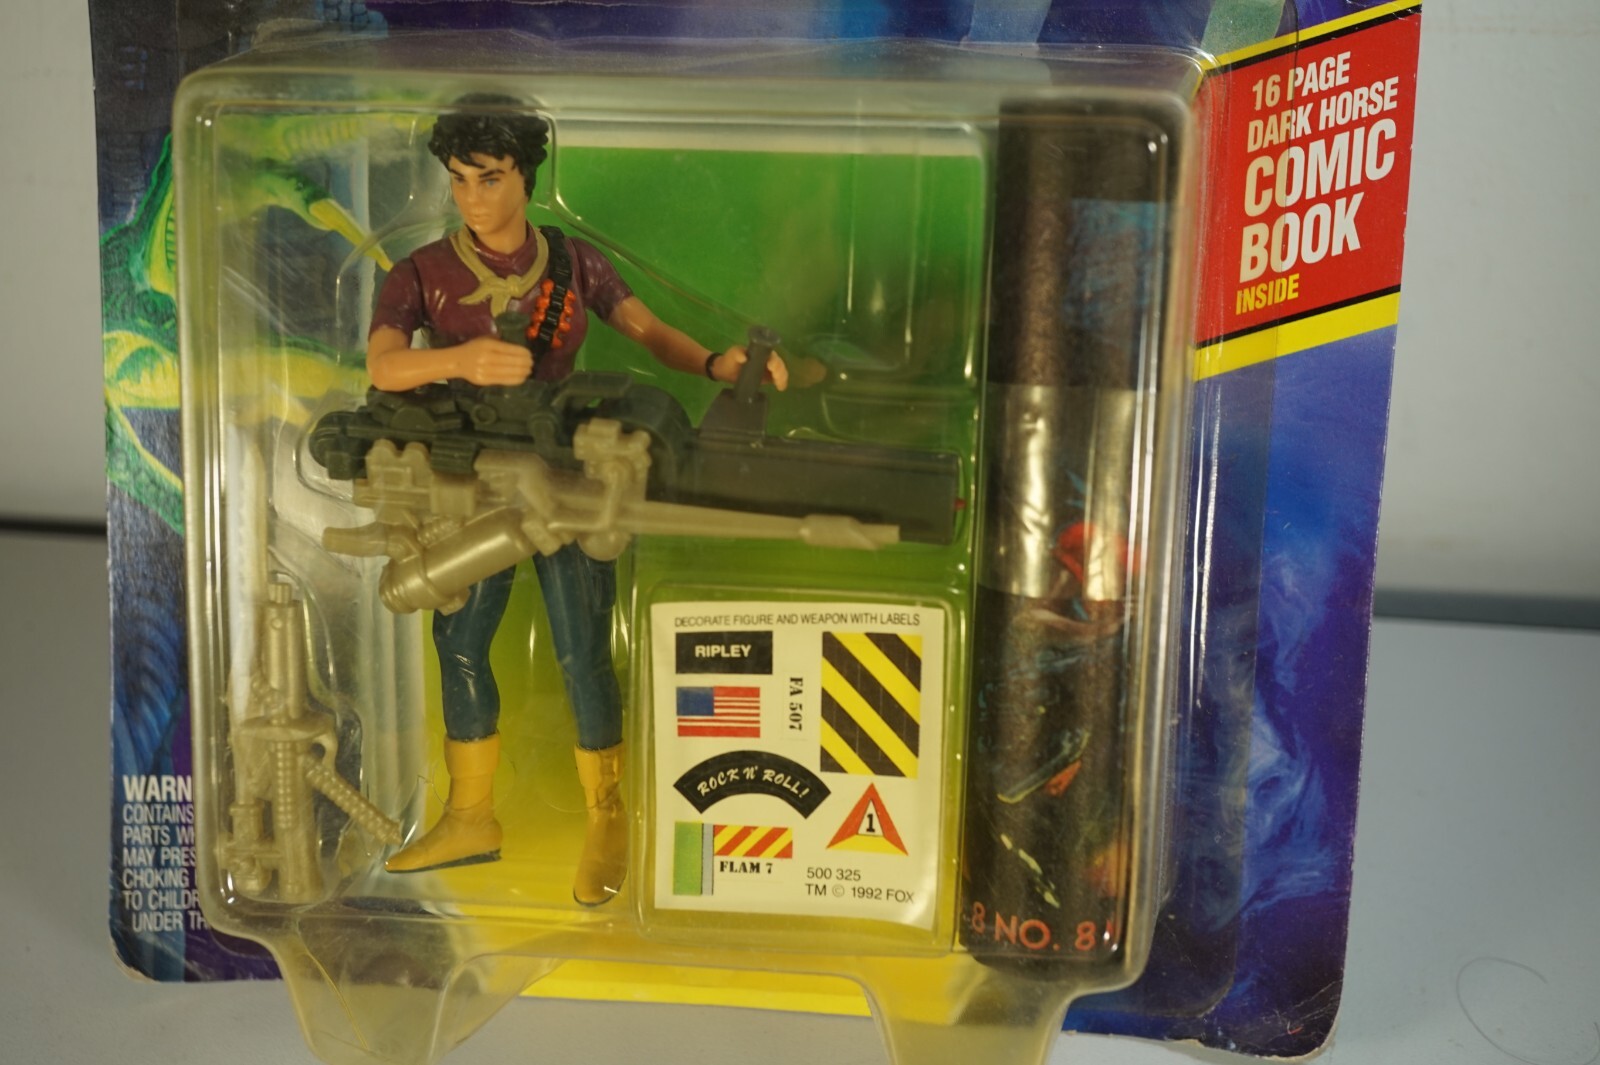 16 PAGE
DARK HORSE
COMIC
BOOK
INSIDE
DECORATE FIGURE AND WEAPON WITH LABELS
RIPLEY
FA 507
ROCK N' ROLL!
1
FLAM 7
500 325
TM © 1992 FOX
8 NO. 8
WARN
CONTAINS
PARTS WH
MAY PRES
CHOKING
TO CHILDR
UNDER TH